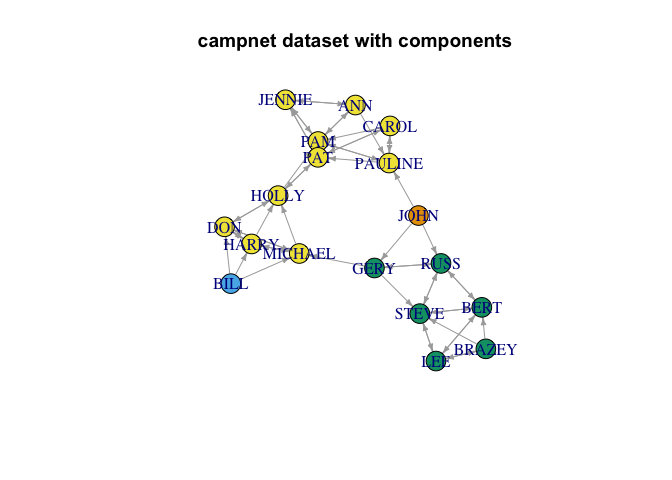 campnet dataset with components
JENNIE
ANN
CAROL
PAM
PAT
PAULINE
HOLLY
JOHN
DON
HARRY
MICHAEL
GERY
RUSS
BILL
STEVE
BERT
BRAZEY
LEE